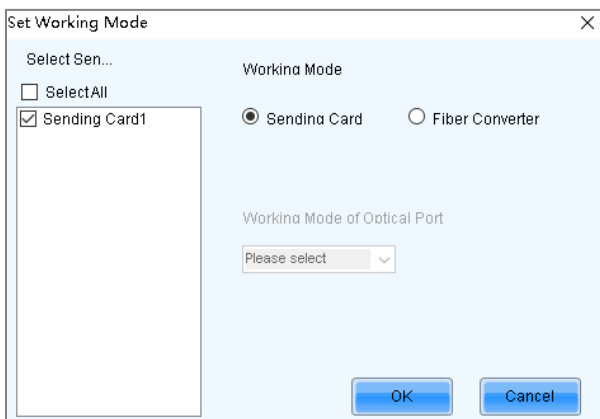 Set Working Mode
Select Sen...
Select All
Sending Card1
Working Mode
Sending Card
Fiber Converter
Working Mode of Optical Port
Please select
OK
Cancel